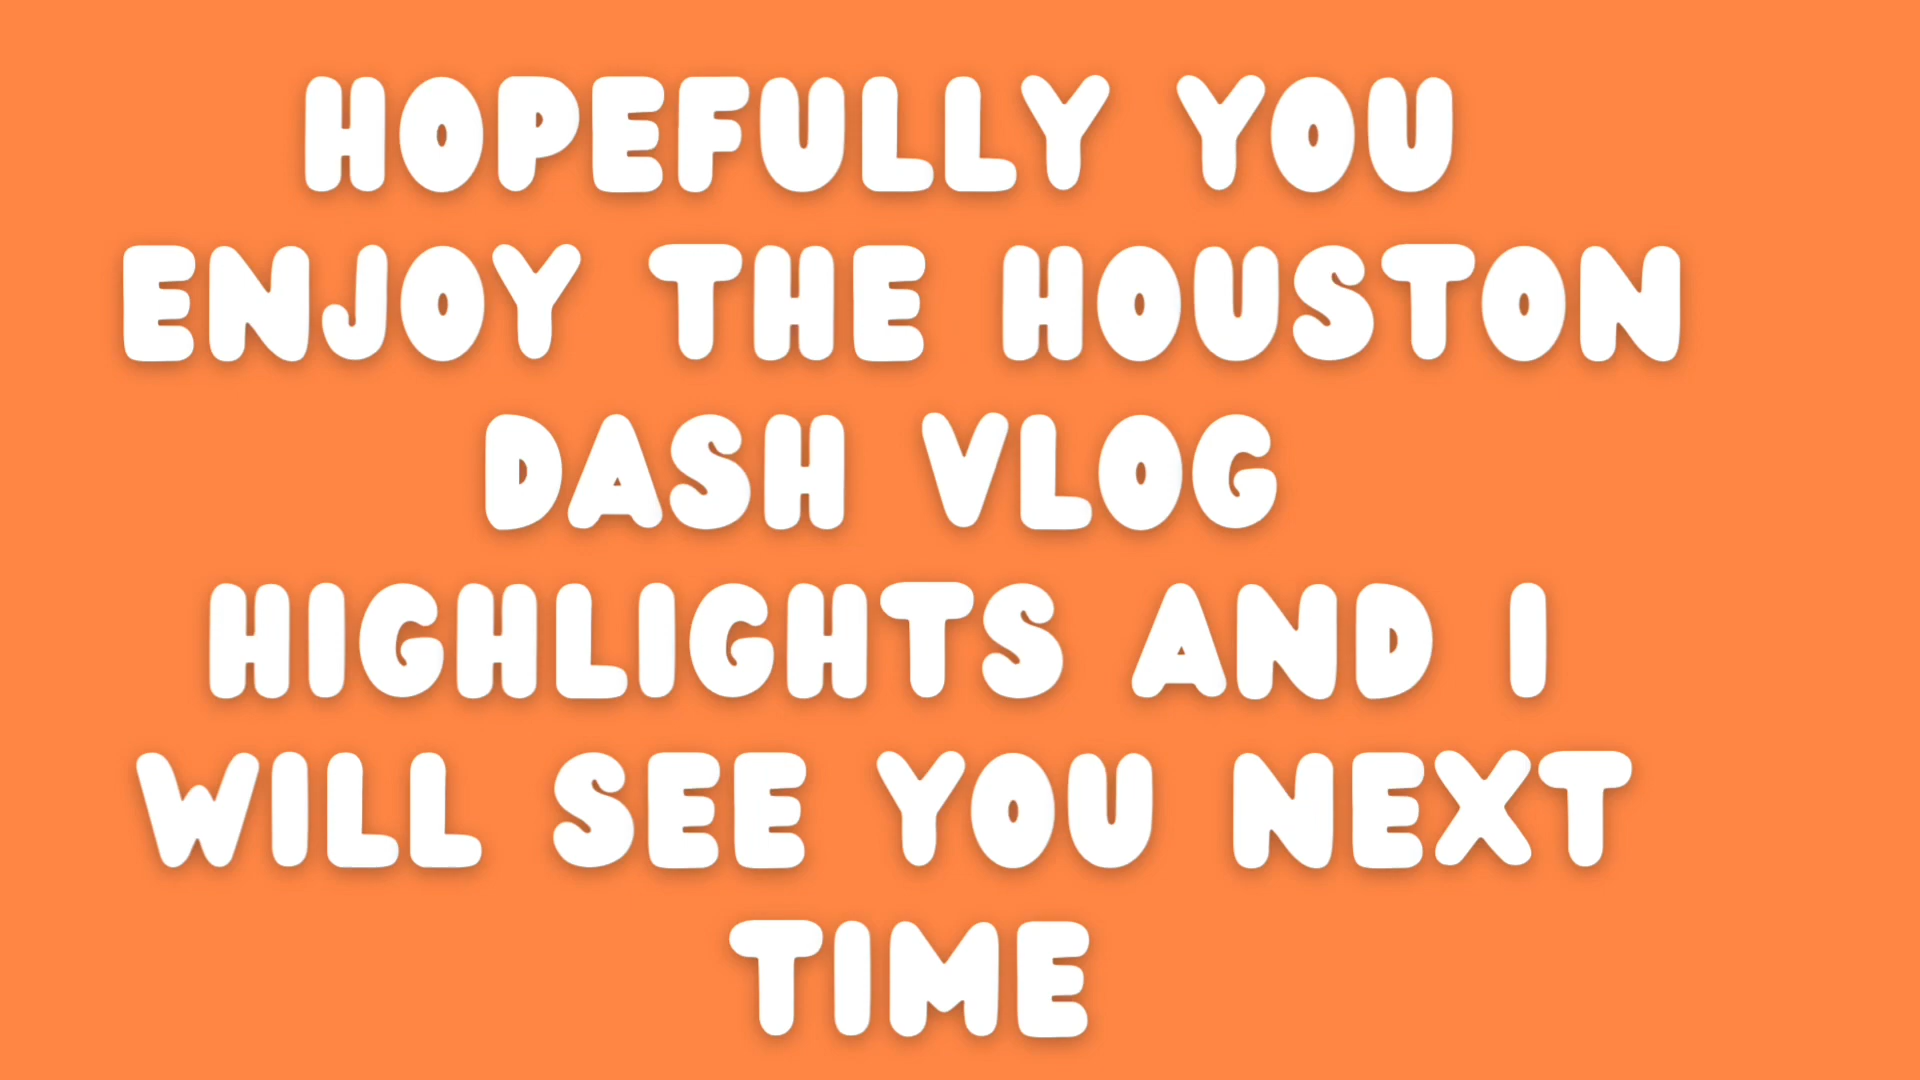 HOPEFULLY YOU
ENJOY THE HOUSTON
DASH VLOG
HIGHLIGHTS AND I
WILL SEE YOU NEXT
TIME